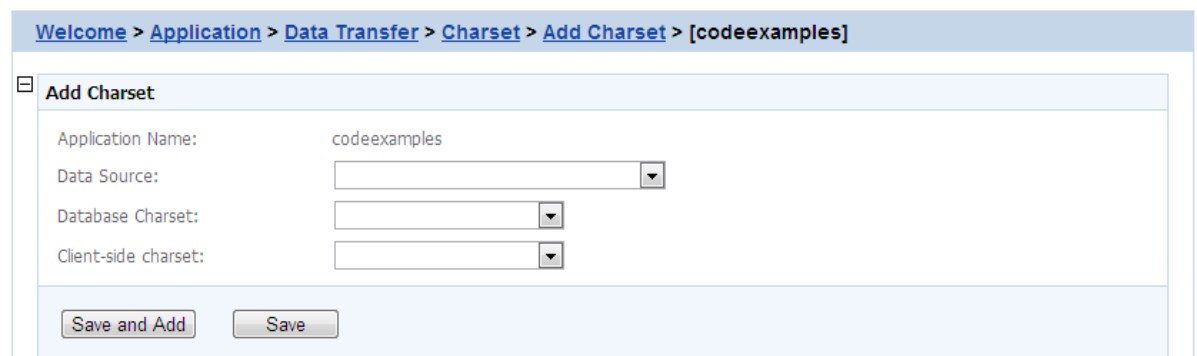 Welcome > Application > Data Transfer > Charset > Add Charset > [codeexamples]
Add Charset
Application Name: codeexamples
Data Source:
Database Charset:
Client-side charset:
Save and Add Save